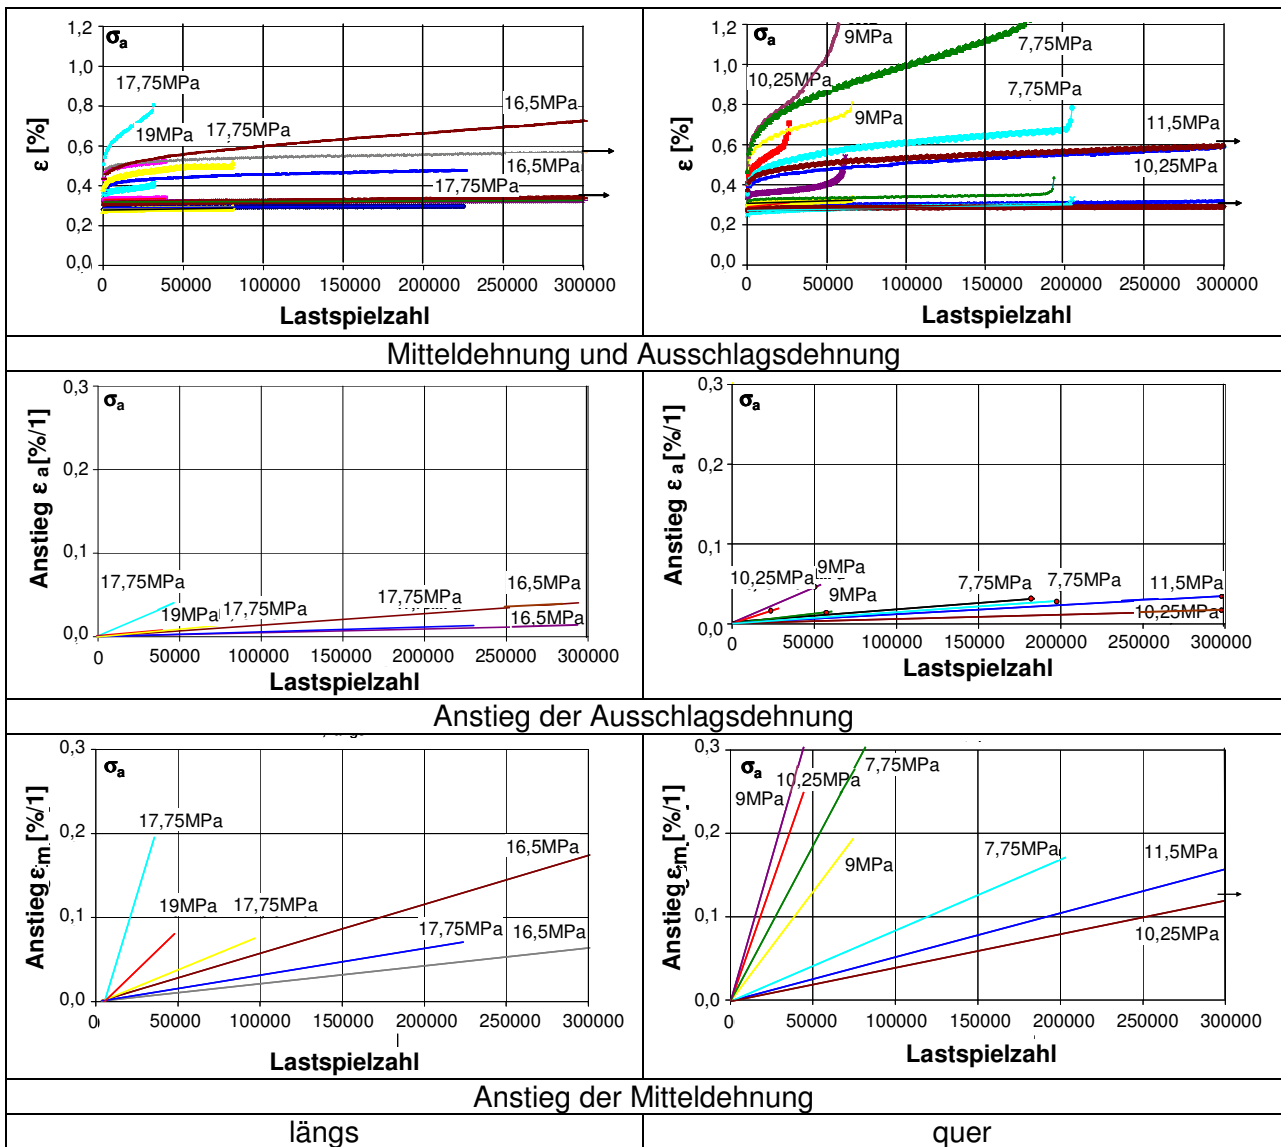 σa
1,2
1,0
0,8
0,6
0,4
0,2
0,0
ε [%]
17,75MPa
19MPa
17,75MPa
16,5MPa
16,5MPa
17,75MPa
0 50000 100000 150000 200000 250000 300000
Lastspielzahl
σa
1,2
1,0
0,8
0,6
0,4
0,2
0,0
ε [%]
9MPa
7,75MPa
10,25MPa
7,75MPa
9MPa
11,5MPa
10,25MPa
0 50000 100000 150000 200000 250000 300000
Lastspielzahl
Mitteldehnung und Ausschlagsdehnung
σa
0,3
0,2
0,1
0,0
Anstieg ε a[%/1]
17,75MPa
19MPa
17,75MPa
17,75MPa
16,5MPa
16,5MPa
0 50000 100000 150000 200000 250000 300000
Lastspielzahl
σa
0,3
0,2
0,1
0,0
Anstieg ε a[%/1]
10,25MPa
9MPa
9MPa
7,75MPa
7,75MPa
11,5MPa
10,25MPa
0 50000 100000 150000 200000 250000 300000
Lastspielzahl
Anstieg der Ausschlagsdehnung
σa
0,3
0,2
0,1
0,0
Anstieg εm[%/1]
17,75MPa
19MPa
17,75MPa
16,5MPa
17,75MPa
16,5MPa
0 50000 100000 150000 200000 250000 300000
Lastspielzahl
σa
0,3
0,2
0,1
0,0
Anstieg εm[%/1]
9MPa
10,25MPa
7,75MPa
9MPa
7,75MPa
11,5MPa
10,25MPa
0 50000 100000 150000 200000 250000 300000
Lastspielzahl
Anstieg der Mitteldehnung
längs quer